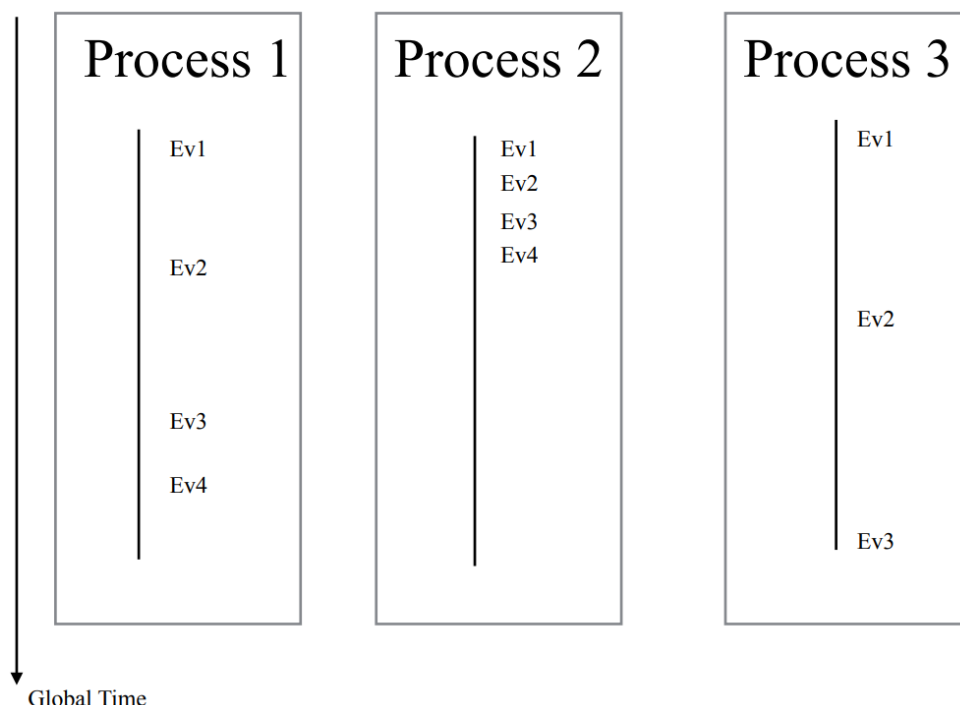 Process 1
Ev1
Ev2
Ev3
Ev4
Process 2
Ev1
Ev2
Ev3
Ev4
Process 3
Ev1
Ev2
Ev3
Global Time